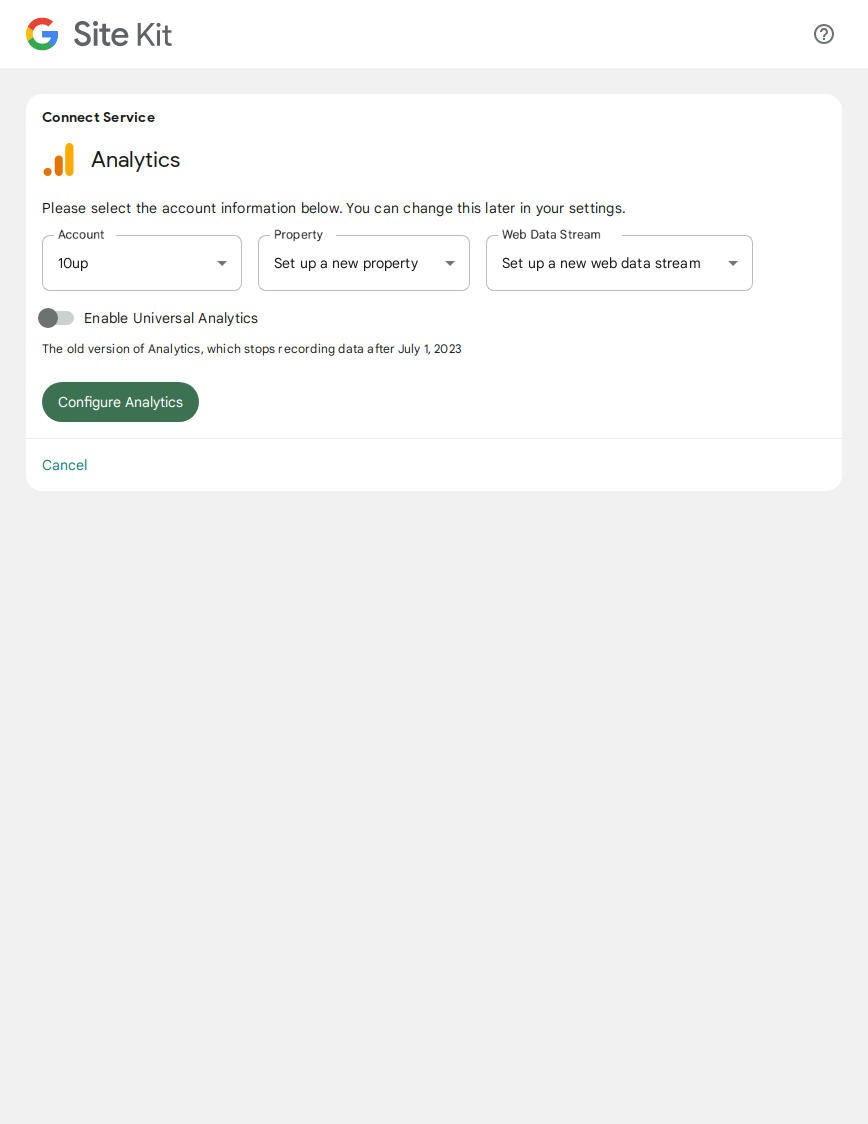 Site Kit
Connect Service
Analytics
Please select the account information below. You can change this later in your settings.
Account
10up
Property
Set up a new property
Web Data Stream
Set up a new web data stream
Enable Universal Analytics
The old version of Analytics, which stops recording data after July 1, 2023
Configure Analytics
Cancel